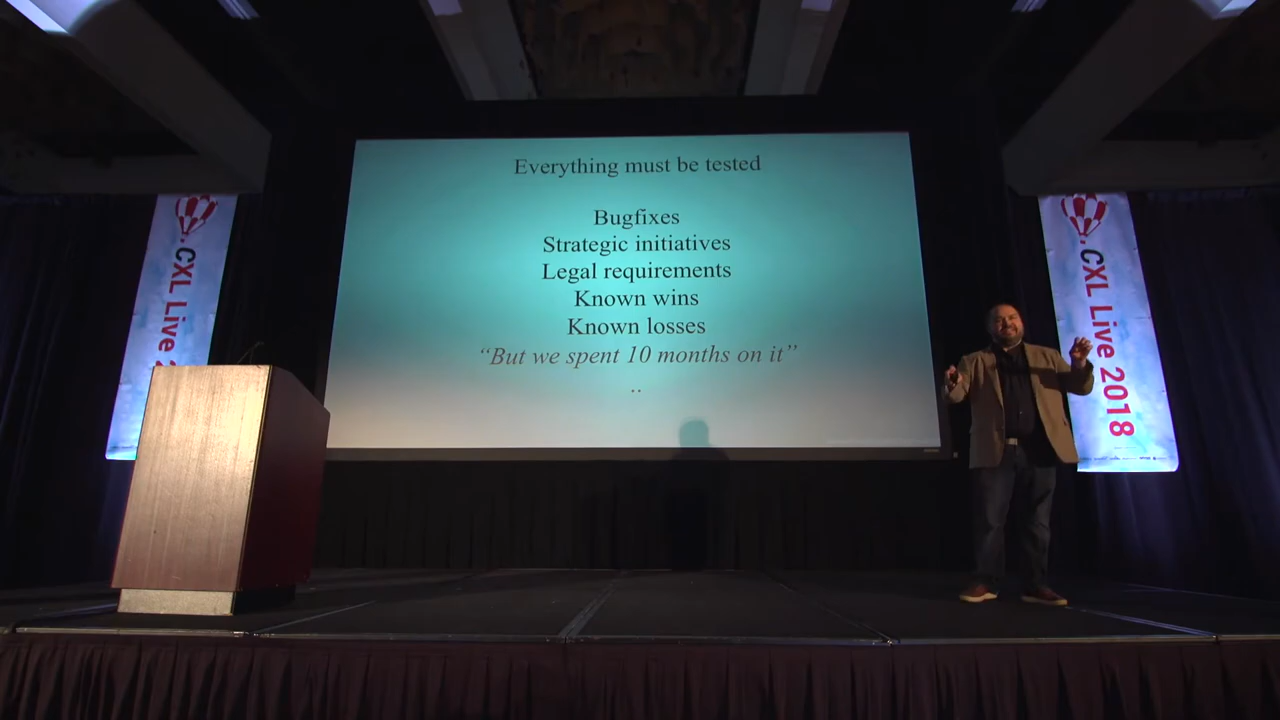 Everything must be tested
Bugfixes
Strategic initiatives
Legal requirements
Known wins
Known losses
“But we spent 10 months on it”
..
CXL Live 2
CXL Live 2018